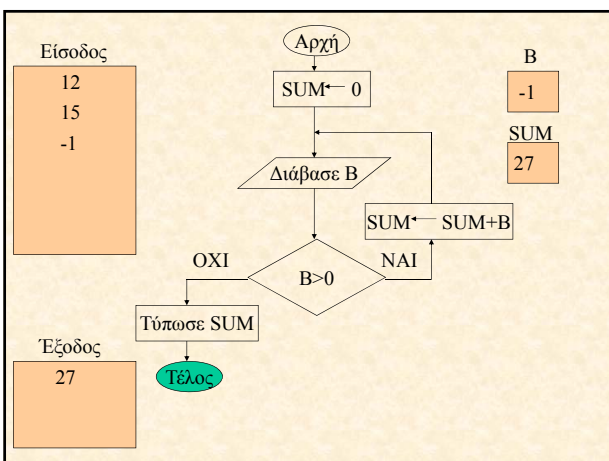 Είσοδος
12
15
-1
Αρχή
SUM← 0
Διάβασε Β
SUM← SUM+B
B>0
ΟΧΙ
ΝΑΙ
Τύπωσε SUM
Τέλος
Έξοδος
27
B
-1
SUM
27